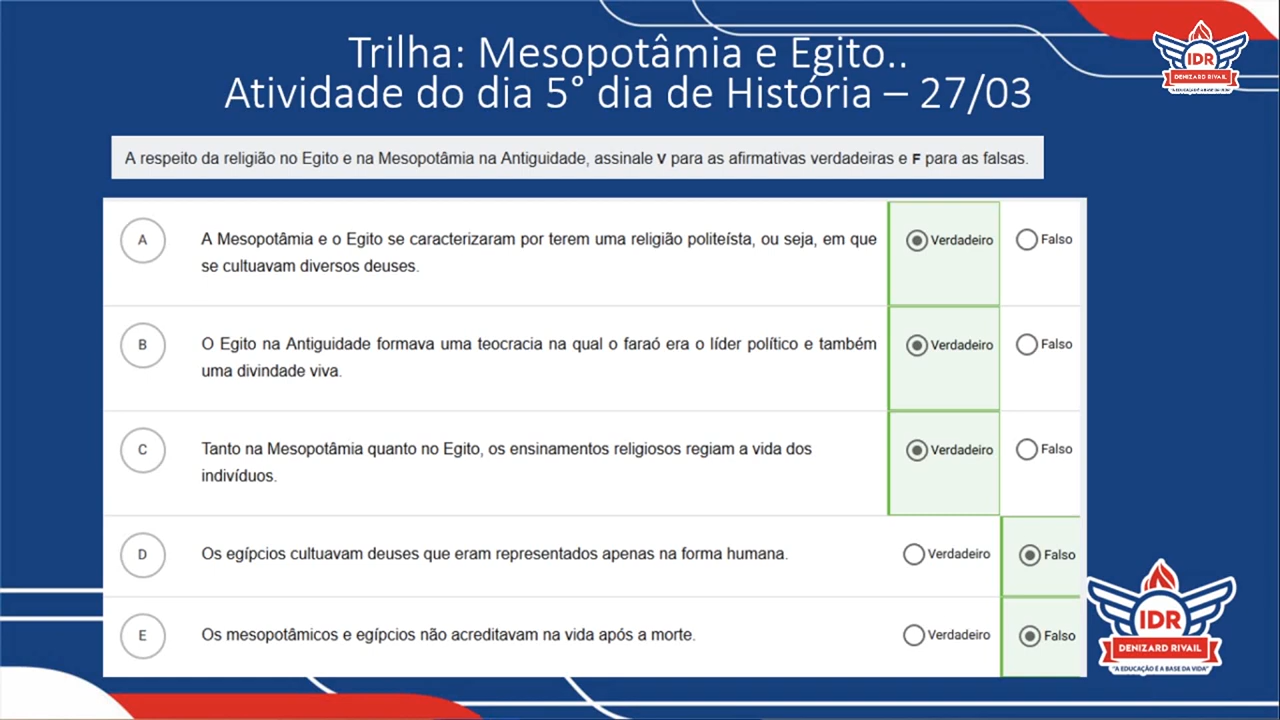 Trilha: Mesopotâmia e Egito..
Atividade do dia 5° dia de História – 27/03
IDR
DENIZARD RIVAIL
"A EDUCAÇÃO É A BASE DA VIDA"
A respeito da religião no Egito e na Mesopotâmia na Antiguidade, assinale V para as afirmativas verdadeiras e F para as falsas.
A
A Mesopotâmia e o Egito se caracterizaram por terem uma religião politeísta, ou seja, em que
se cultuavam diversos deuses.
Verdadeiro
Falso
B
O Egito na Antiguidade formava uma teocracia na qual o faraó era o líder político e também
uma divindade viva.
Verdadeiro
Falso
C
Tanto na Mesopotâmia quanto no Egito, os ensinamentos religiosos regiam a vida dos
indivíduos.
Verdadeiro
Falso
D
Os egípcios cultuavam deuses que eram representados apenas na forma humana.
Verdadeiro
Falso
E
Os mesopotâmicos e egípcios não acreditavam na vida após a morte.
Verdadeiro
Falso
IDR
DENIZARD RIVAIL
"A EDUCAÇÃO É A BASE DA VIDA"